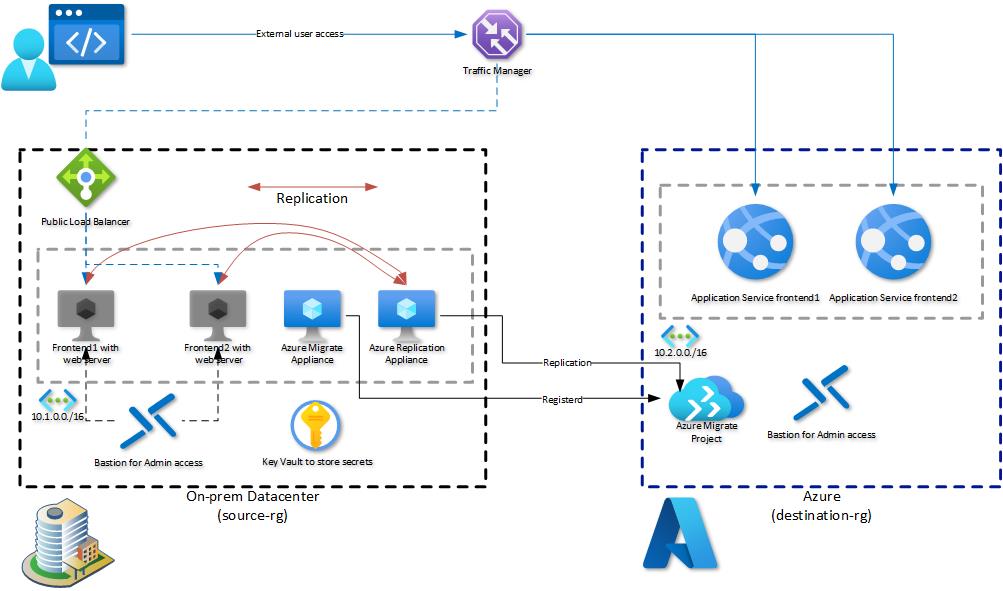 External user access
Traffic Manager
Public Load Balancer
Replication
Frontend1 with
web server
Frontend2 with
web server
Azure Migrate
Appliance
Azure Replication
Appliance
10.1.0.0./16
Bastion for Admin access
Key Vault to store secrets
On-prem Datacenter
(source-rg)
Replication
Registerd
Application Service frontend1
Application Service frontend2
10.2.0.0./16
Azure Migrate
Project
Bastion for Admin access
Azure
(destination-rg)